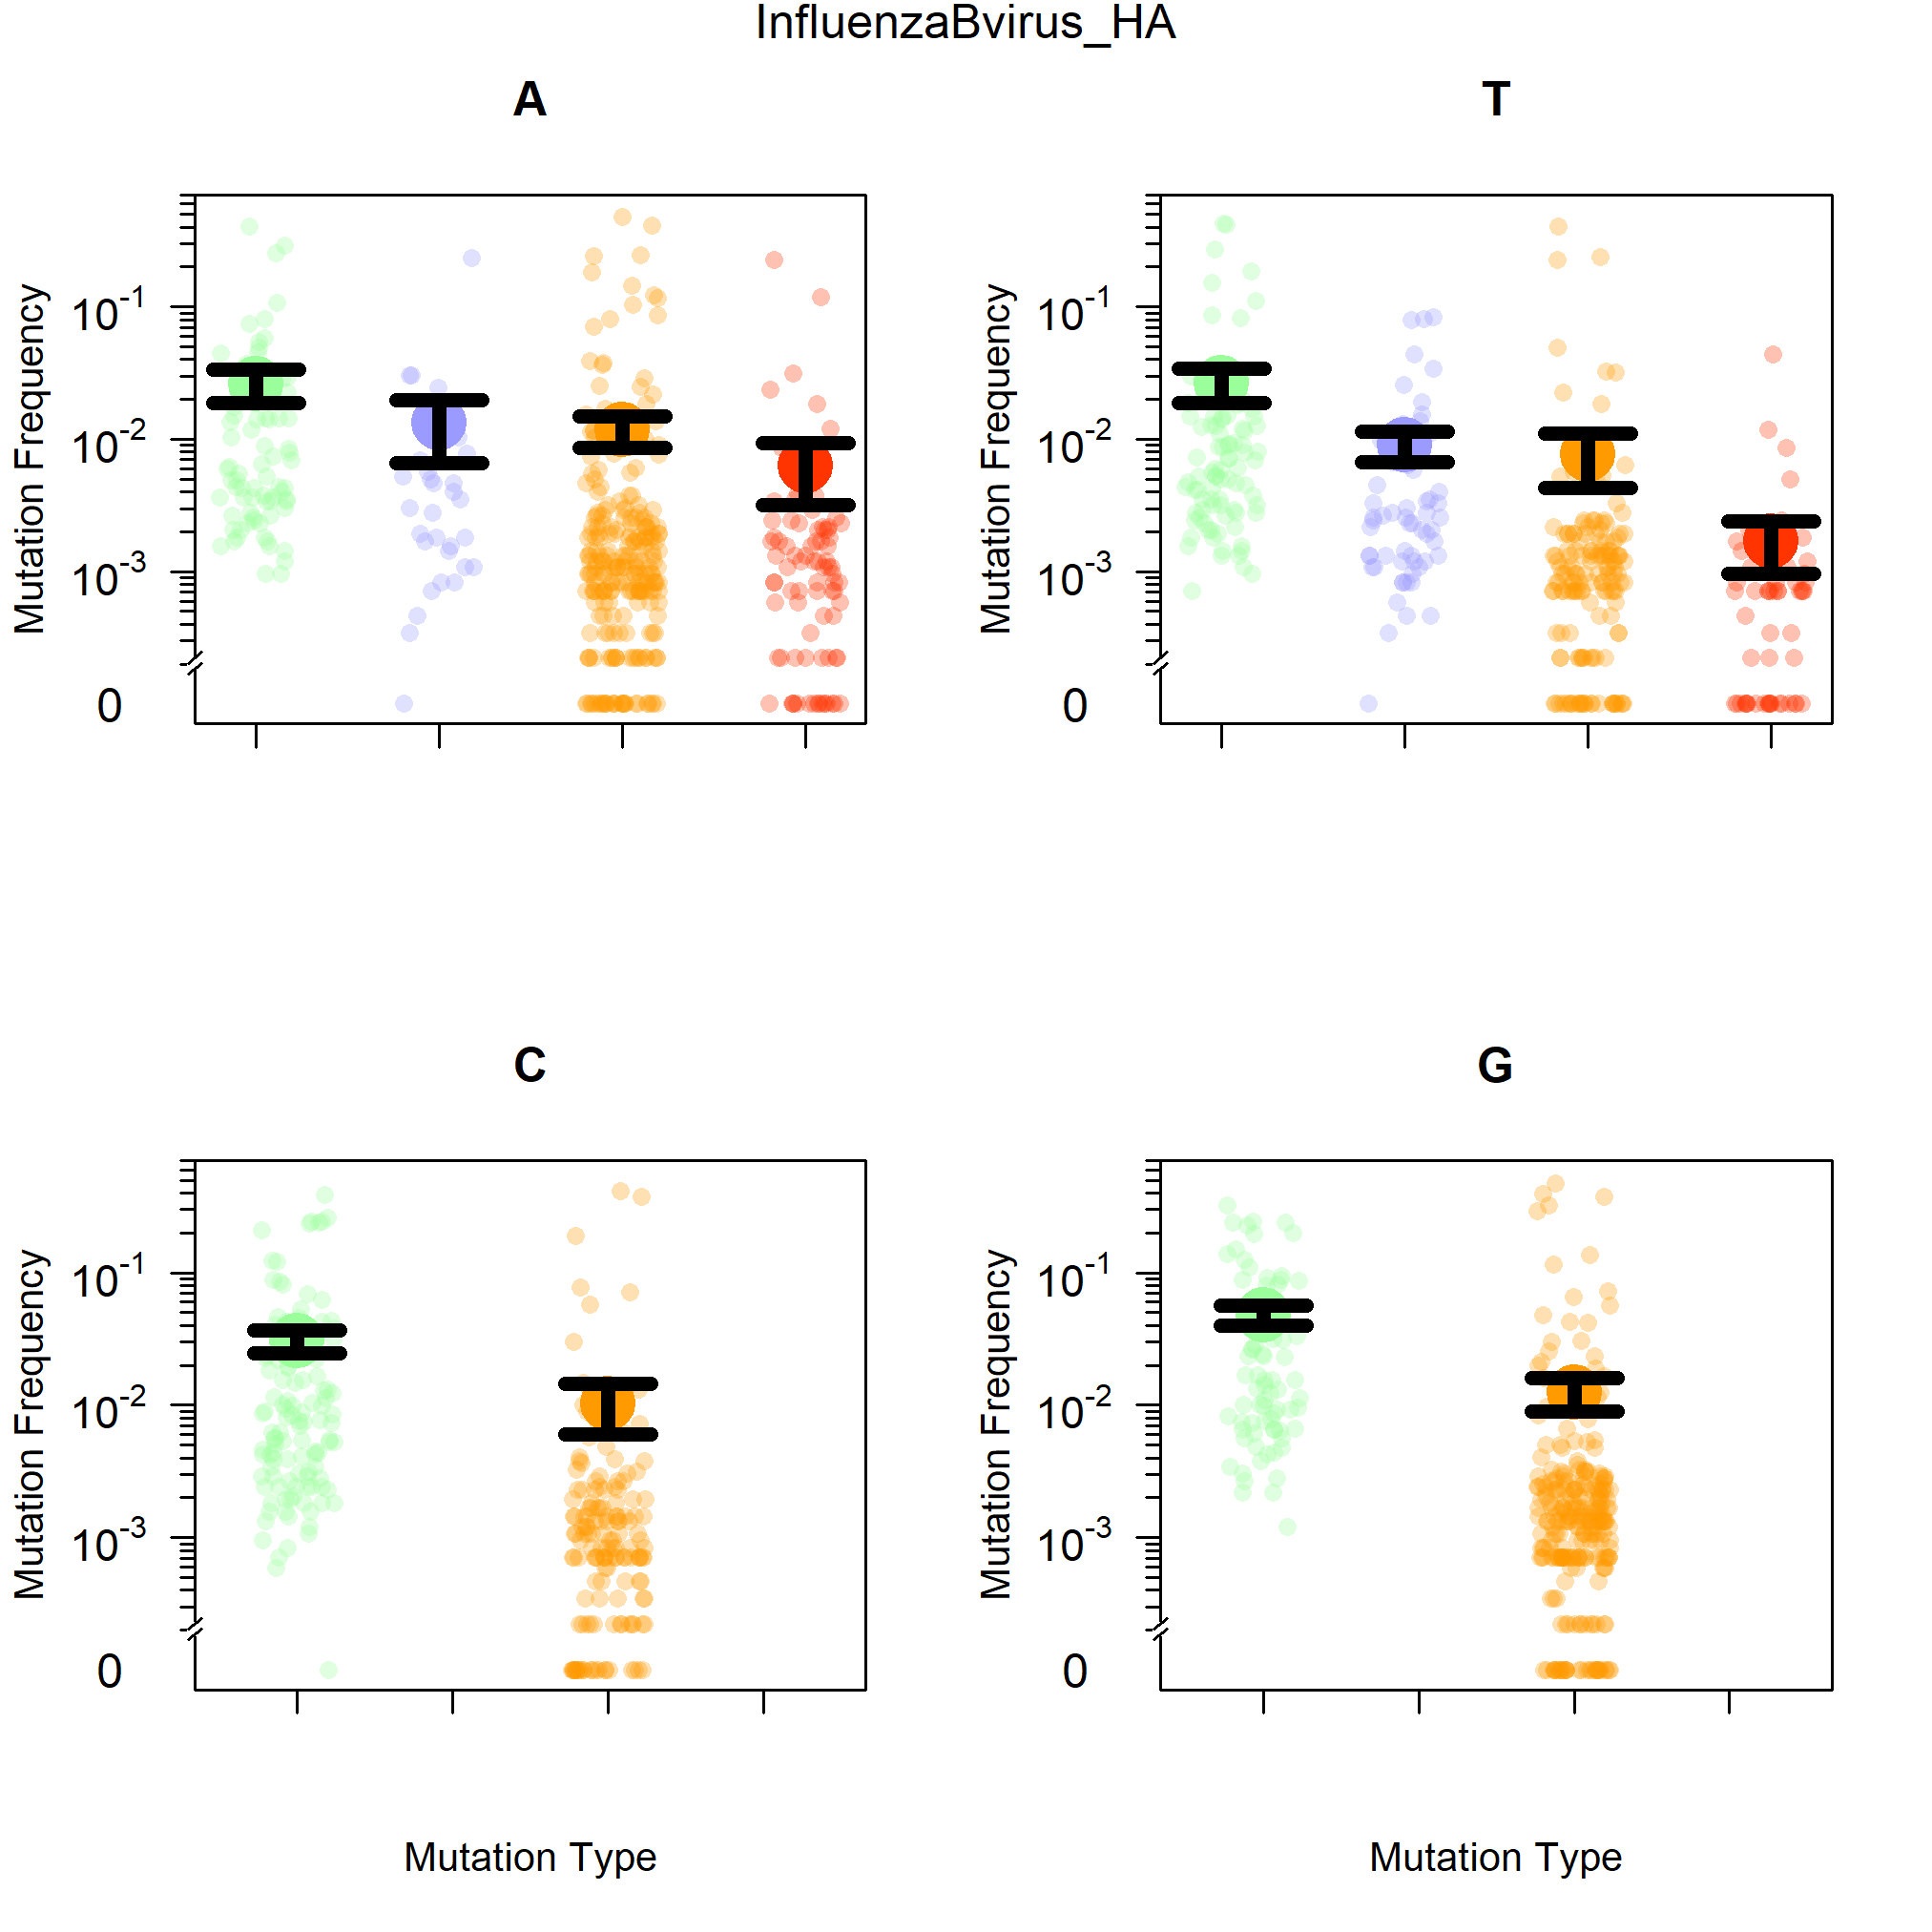 InfluenzaBvirus_HA
A
Mutation Frequency
10^-1
10^-2
10^-3
0
T
Mutation Frequency
10^-1
10^-2
10^-3
0
C
Mutation Frequency
10^-1
10^-2
10^-3
0
Mutation Type
G
Mutation Frequency
10^-1
10^-2
10^-3
0
Mutation Type